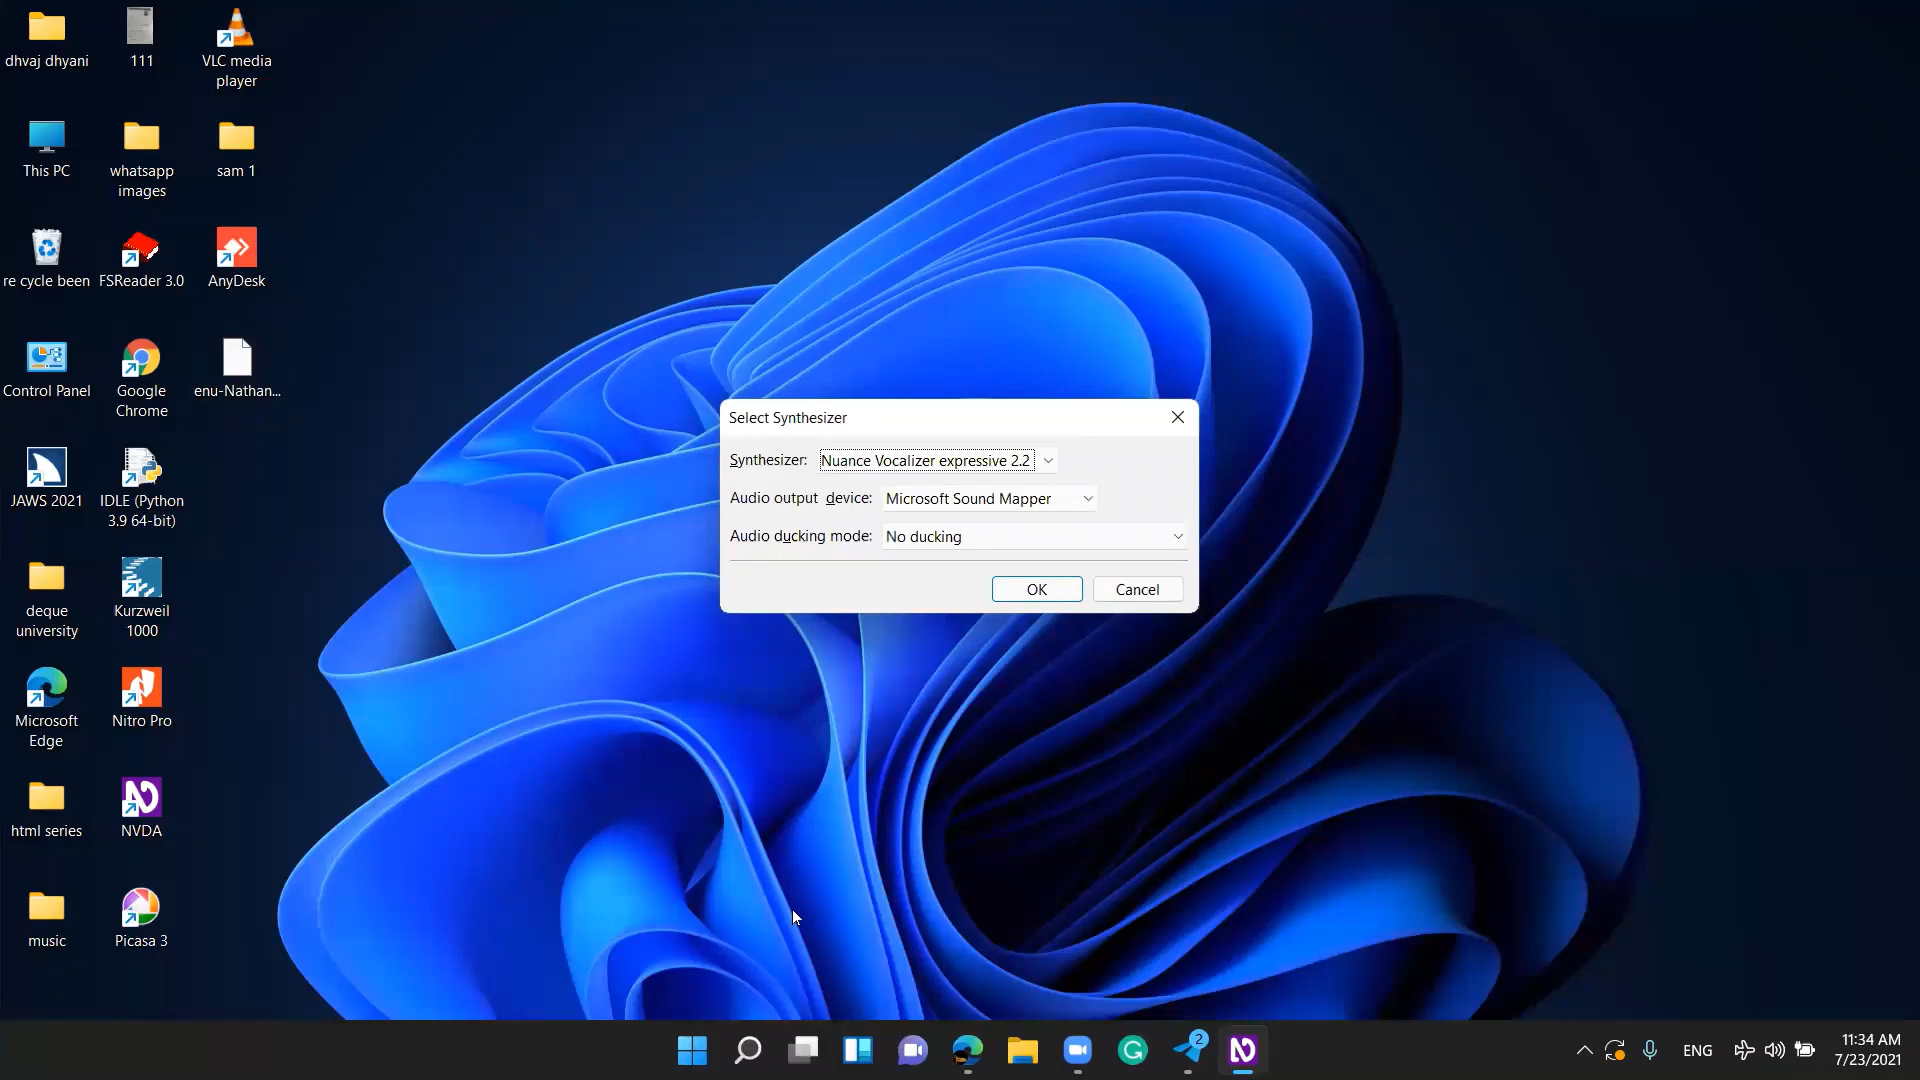 dhvaj dhyani
111
VLC media
player
This PC
whatsapp
images
sam 1
re cycle been
FSReader 3.0
AnyDesk
Control Panel
Google
Chrome
enu-Nathan...
JAWS 2021
IDLE (Python
3.9 64-bit)
deque
university
Kurzweil
1000
Microsoft
Edge
Nitro Pro
html series
NVDA
music
Picasa 3
Select Synthesizer
Synthesizer: Nuance Vocalizer expressive 2.2
Audio output device: Microsoft Sound Mapper
Audio ducking mode: No ducking
OK Cancel
2
ENG
11:34 AM
7/23/2021